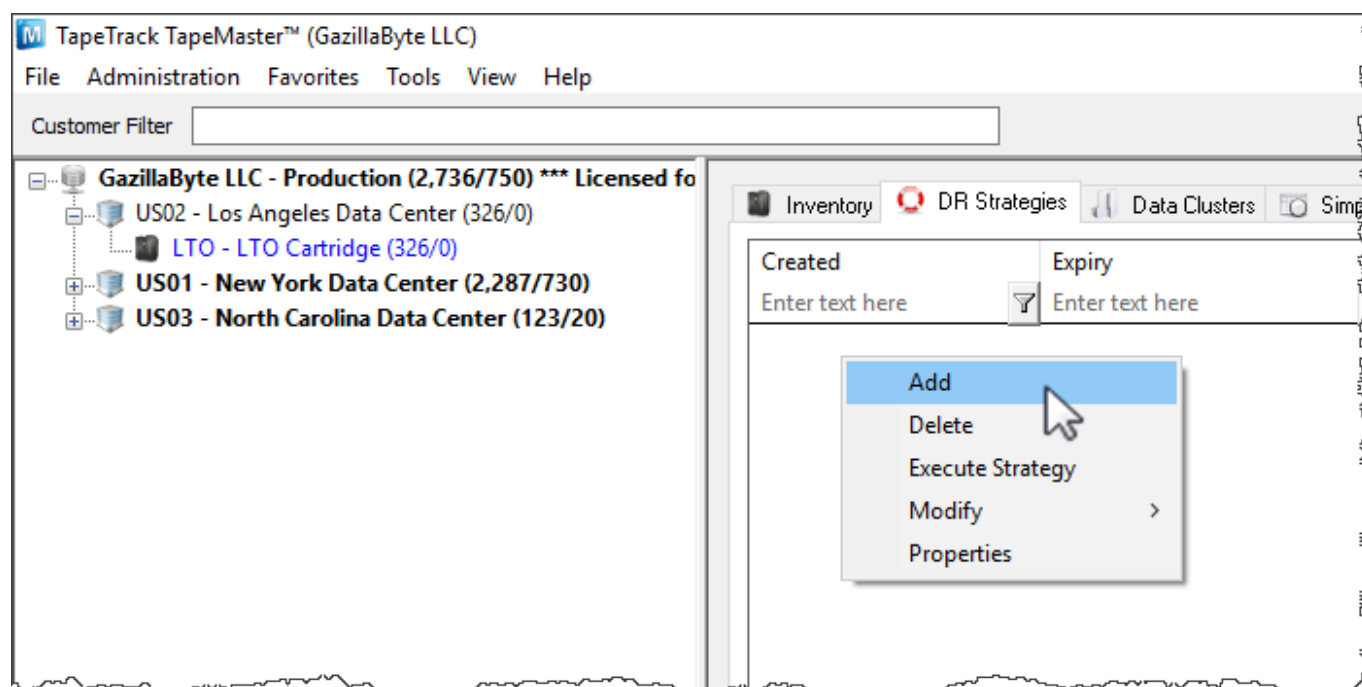 TapeTrack TapeMaster™ (GazillaByte LLC)
File Administration Favorites Tools View Help
Customer Filter
GazillaByte LLC - Production (2,736/750) *** Licensed fo
US02 - Los Angeles Data Center (326/0)
LTO - LTO Cartridge (326/0)
US01 - New York Data Center (2,287/730)
US03 - North Carolina Data Center (123/20)
Inventory DR Strategies Data Clusters
Created Expiry
Enter text here Enter text here
Add
Delete
Execute Strategy
Modify
Properties